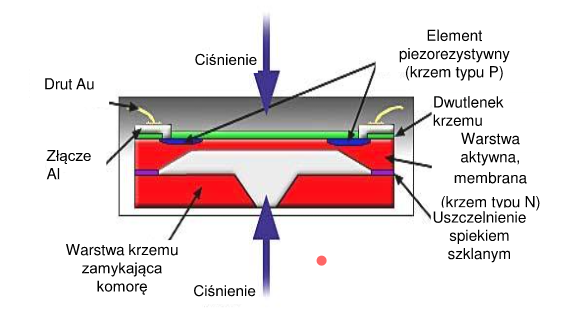 Element
piezorezystywny
(krzem typu P)
Ciśnienie
Drut Au
Dwutlenek
krzemu
Warstwa
aktywna,
membrana
(krzem typu N)
Złącze
Al
Uszczelnienie
spiekiem
szklanym
Warstwa krzemu
zamykająca
komorę
Ciśnienie